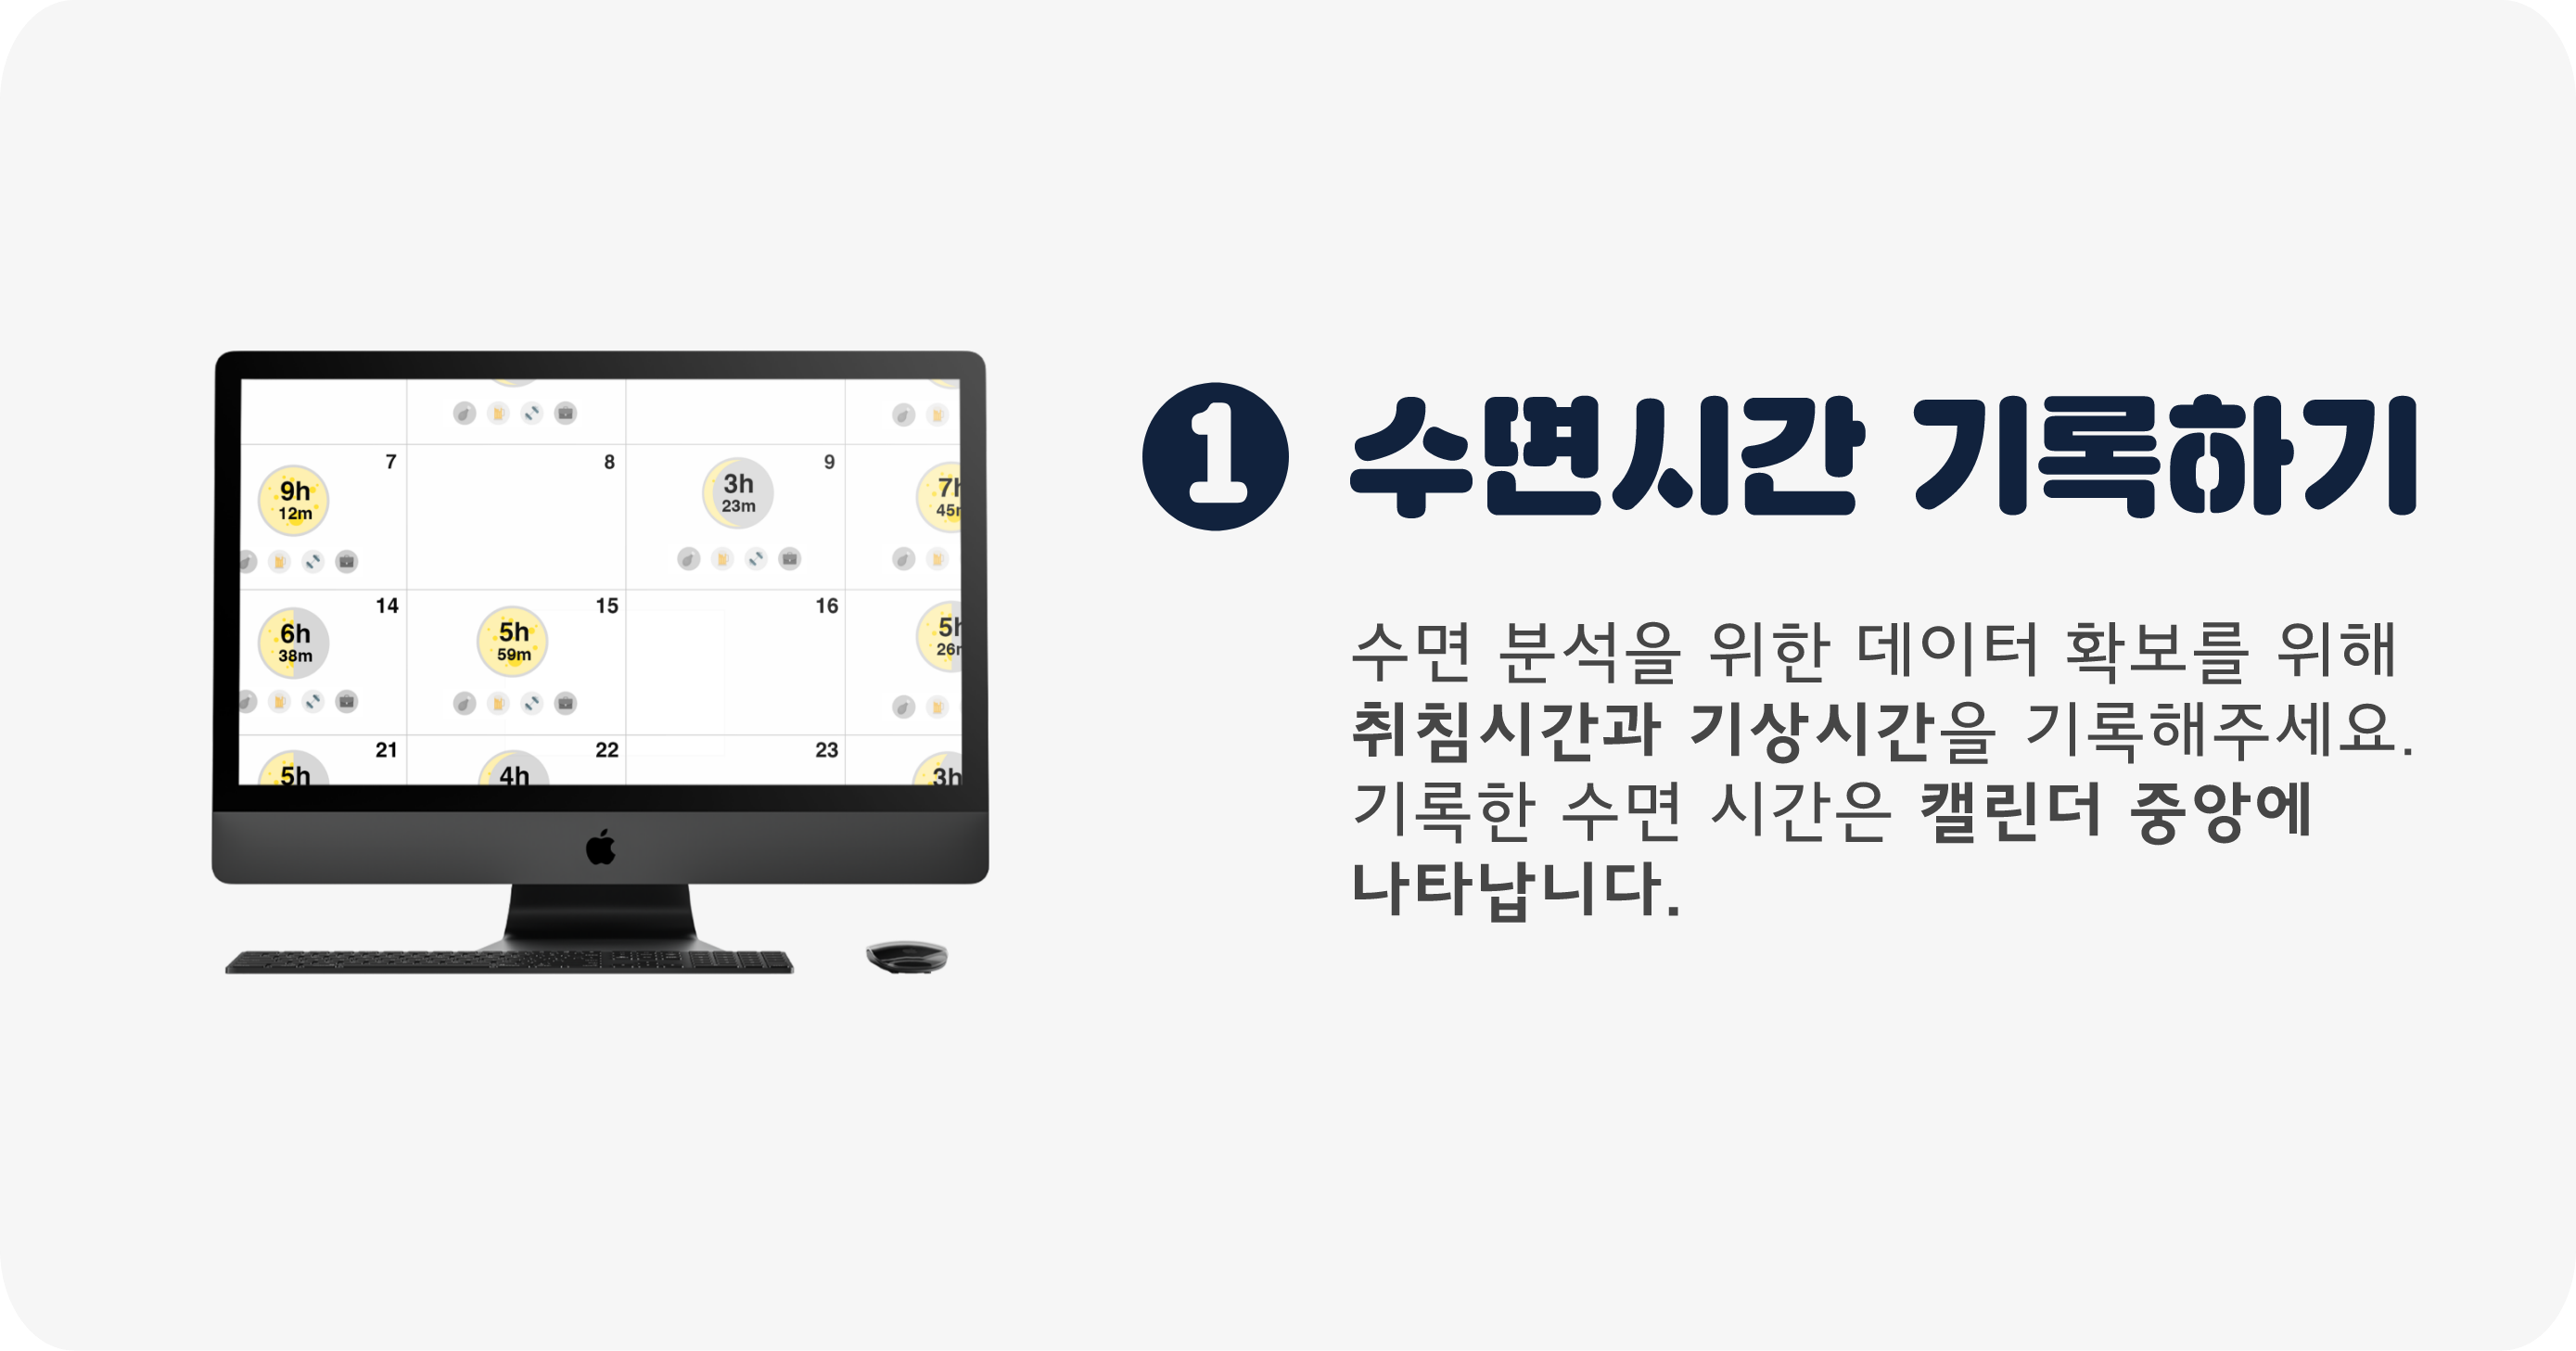 7
8
9
9h
12m
3h
23m
45
14
15
16
6h
38m
5h
59m
26
21
22
23
5h
4h
3h
1 수면시간 기록하기
수면 분석을 위한 데이터 확보를 위해
취침시간과 기상시간을 기록해주세요.
기록한 수면 시간은 캘린더 중앙에
나타납니다.